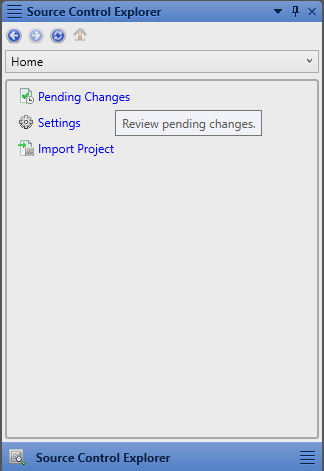 Source Control Explorer
Home
Pending Changes
Settings
Review pending changes.
Import Project
Source Control Explorer